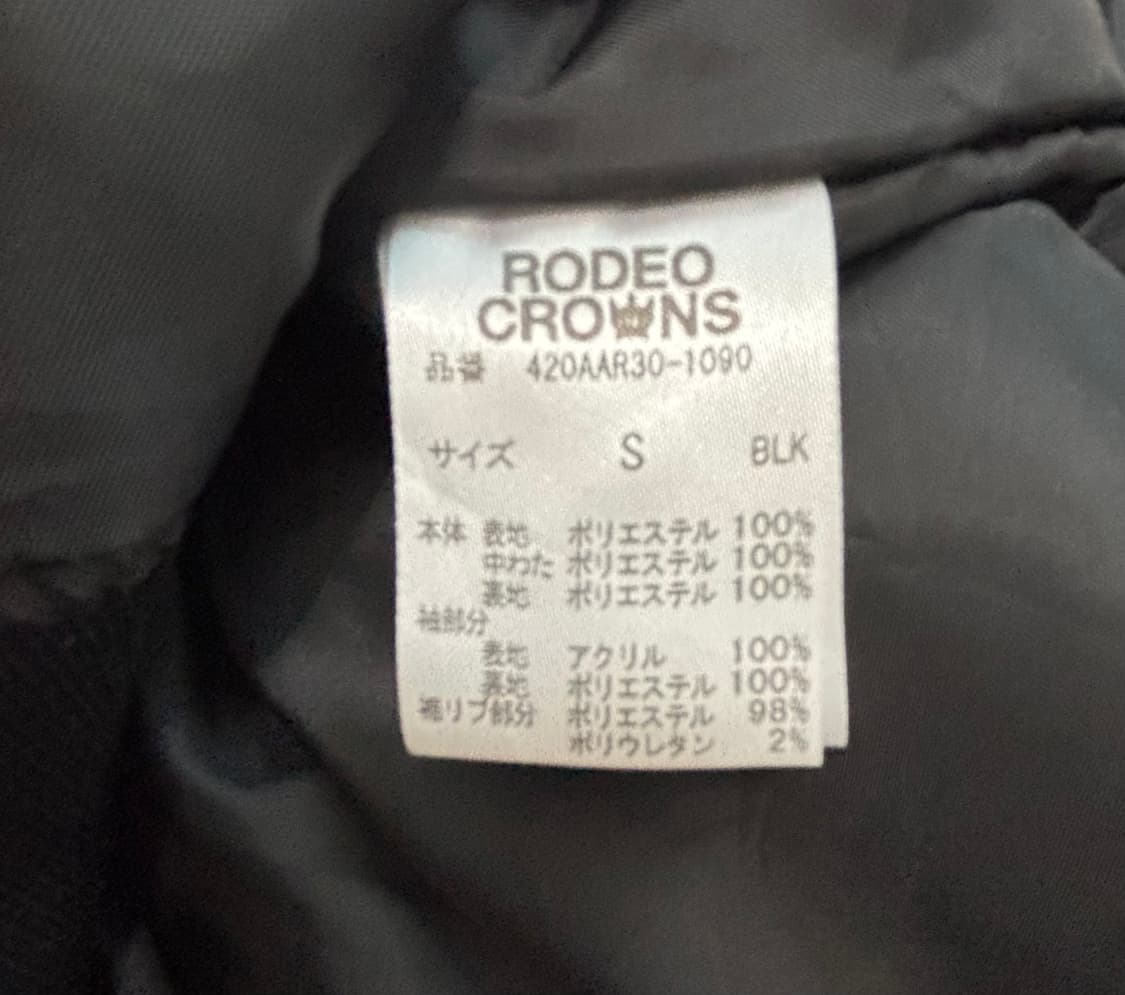 RODEO
CROWNS
品番 420AAR30-1090
サイズ S BLK
本体 表地 ポリエステル 100%
中わた ポリエステル 100%
裏地 ポリエステル 100%
袖部分
表地 アクリル 100%
裏地 ポリエステル 100%
裾リブ部分 ポリエステル 98%
ポリウレタン 2%